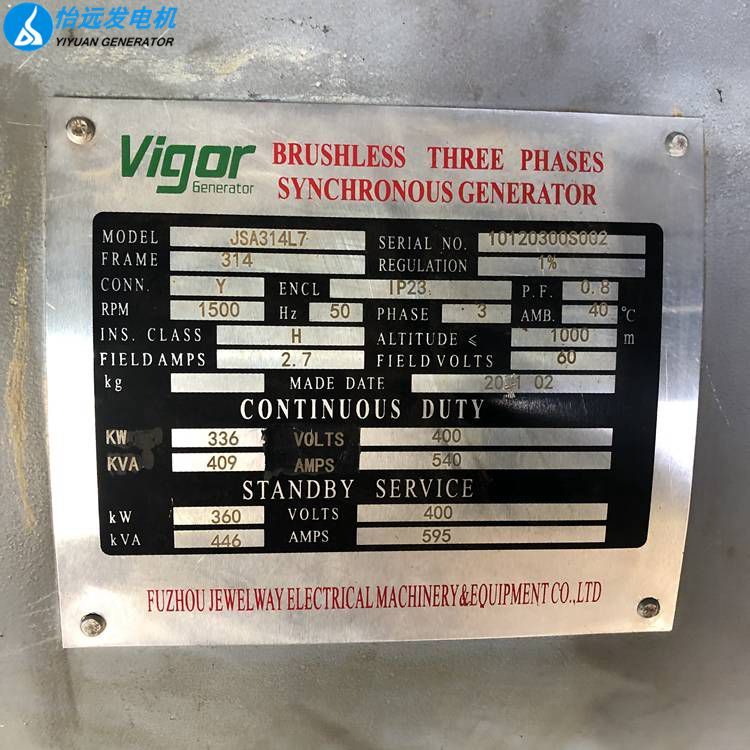 怡远发电机
YIYUAN GENERATOR
Vigor Generator
BRUSHLESS THREE PHASES
SYNCHRONOUS GENERATOR
MODEL JSA314L7 SERIAL NO. 10120300S002
FRAME 314 REGULATION 1%
CONN. Y ENCL IP23 P.F. 0.8
RPM 1500 Hz 50 PHASE 3 AMB. 40 °C
INS. CLASS H ALTITUDE ≤ 1000 m
FIELD AMPS 2.7 FIELD VOLTS 60
kg MADE DATE 02
CONTINUOUS DUTY
KW 336 VOLTS 400
KVA 409 AMPS 540
STANDBY SERVICE
kW 360 VOLTS 400
kVA 446 AMPS 595
FUZHOU JEWELWAY ELECTRICAL MACHINERY&EQUIPMENT CO.,LTD